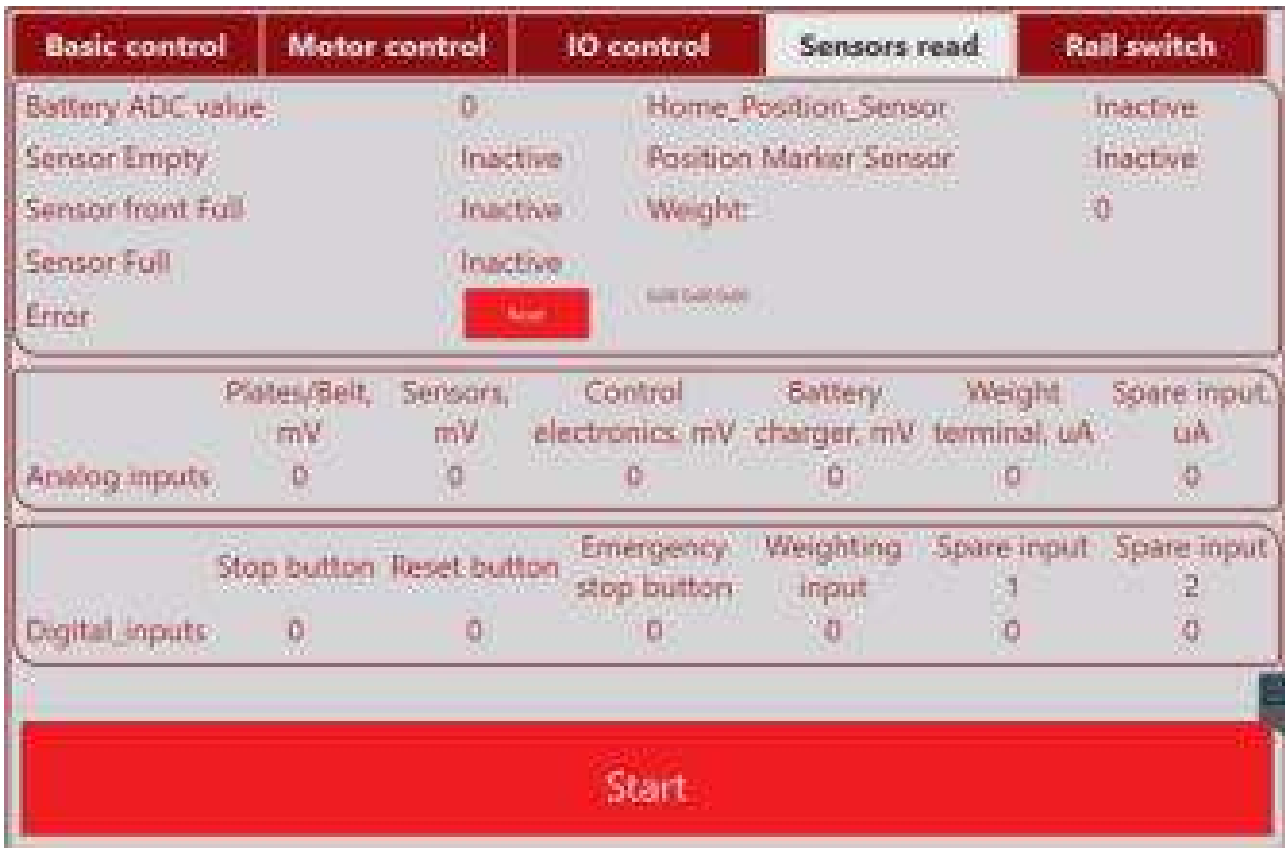 Basic control Motor control IO control Sensors read Rail switch
Battery ADC value 0 Home_Position_Sensor Inactive
Sensor Empty Inactive Position Marker Sensor Inactive
Sensor front Full Inactive Weight: 0
Sensor Full Inactive
Error Reset
Plates/Belt, Sensors, Control Battery Weight Spare input,
mV mV electronics, mV charger, mV terminal, uA uA
Analog inputs 0 0 0 0 0 0
Stop button Reset button Emergency Weighting Spare input Spare input
stop button input 1 2
Digital_inputs 0 0 0 0 0 0
Start